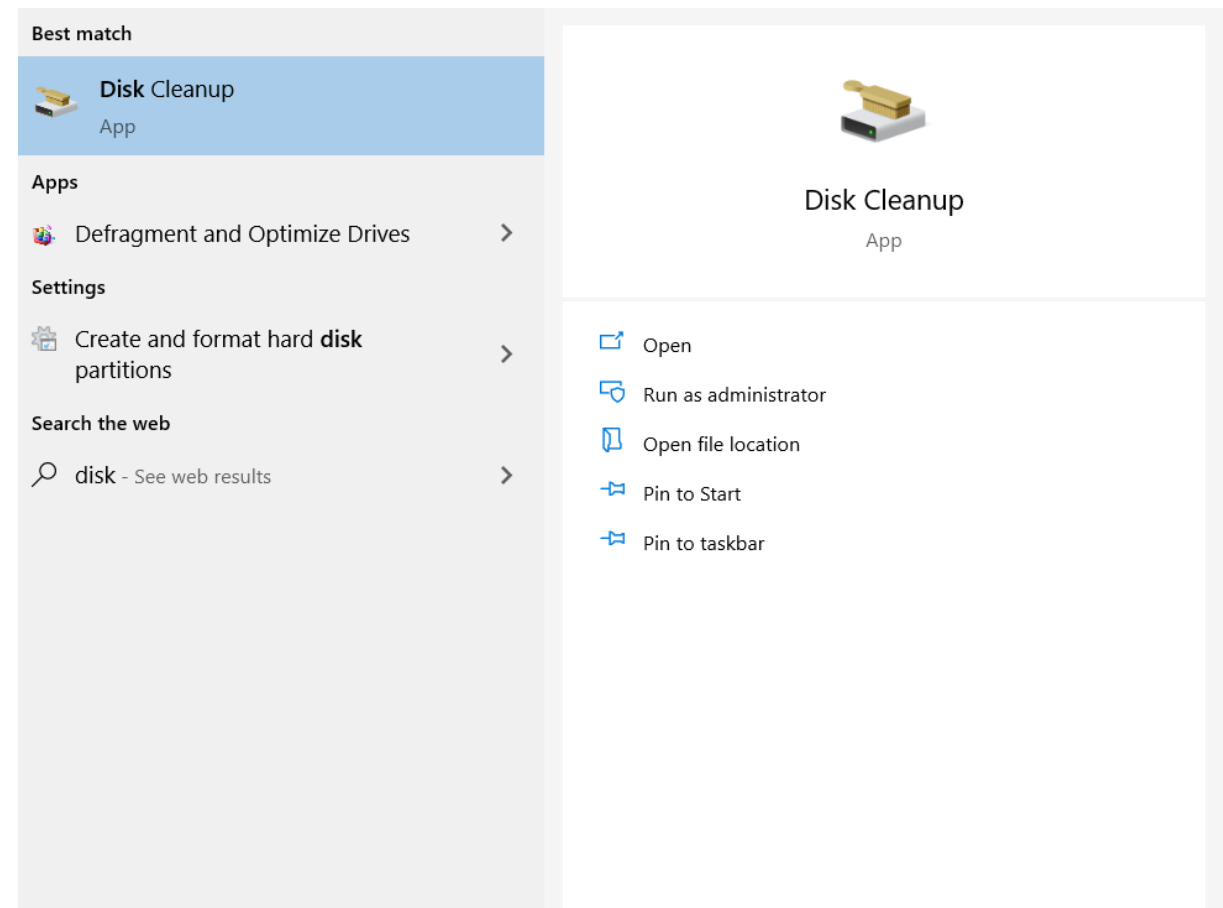 Best match
Disk Cleanup
App
Apps
Defragment and Optimize Drives
Settings
Create and format hard disk
partitions
Search the web
disk - See web results
Disk Cleanup
App
Open
Run as administrator
Open file location
Pin to Start
Pin to taskbar